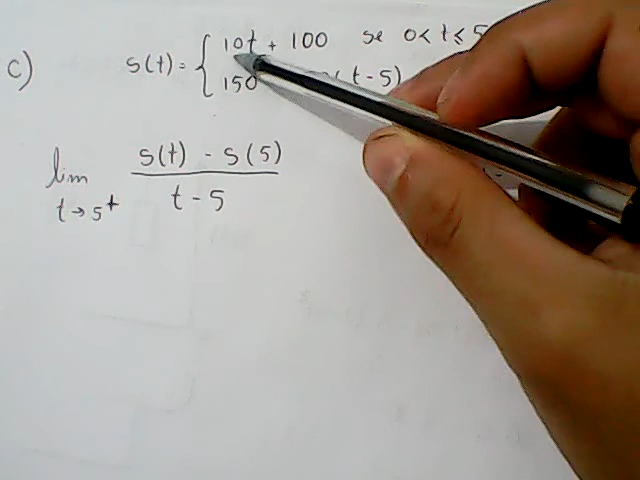 c) s(t) = { 10t + 100 se 0 < t ≤ 5
150 ( t - 5)
lim t → 5⁺ s(t) - s(5) / t - 5